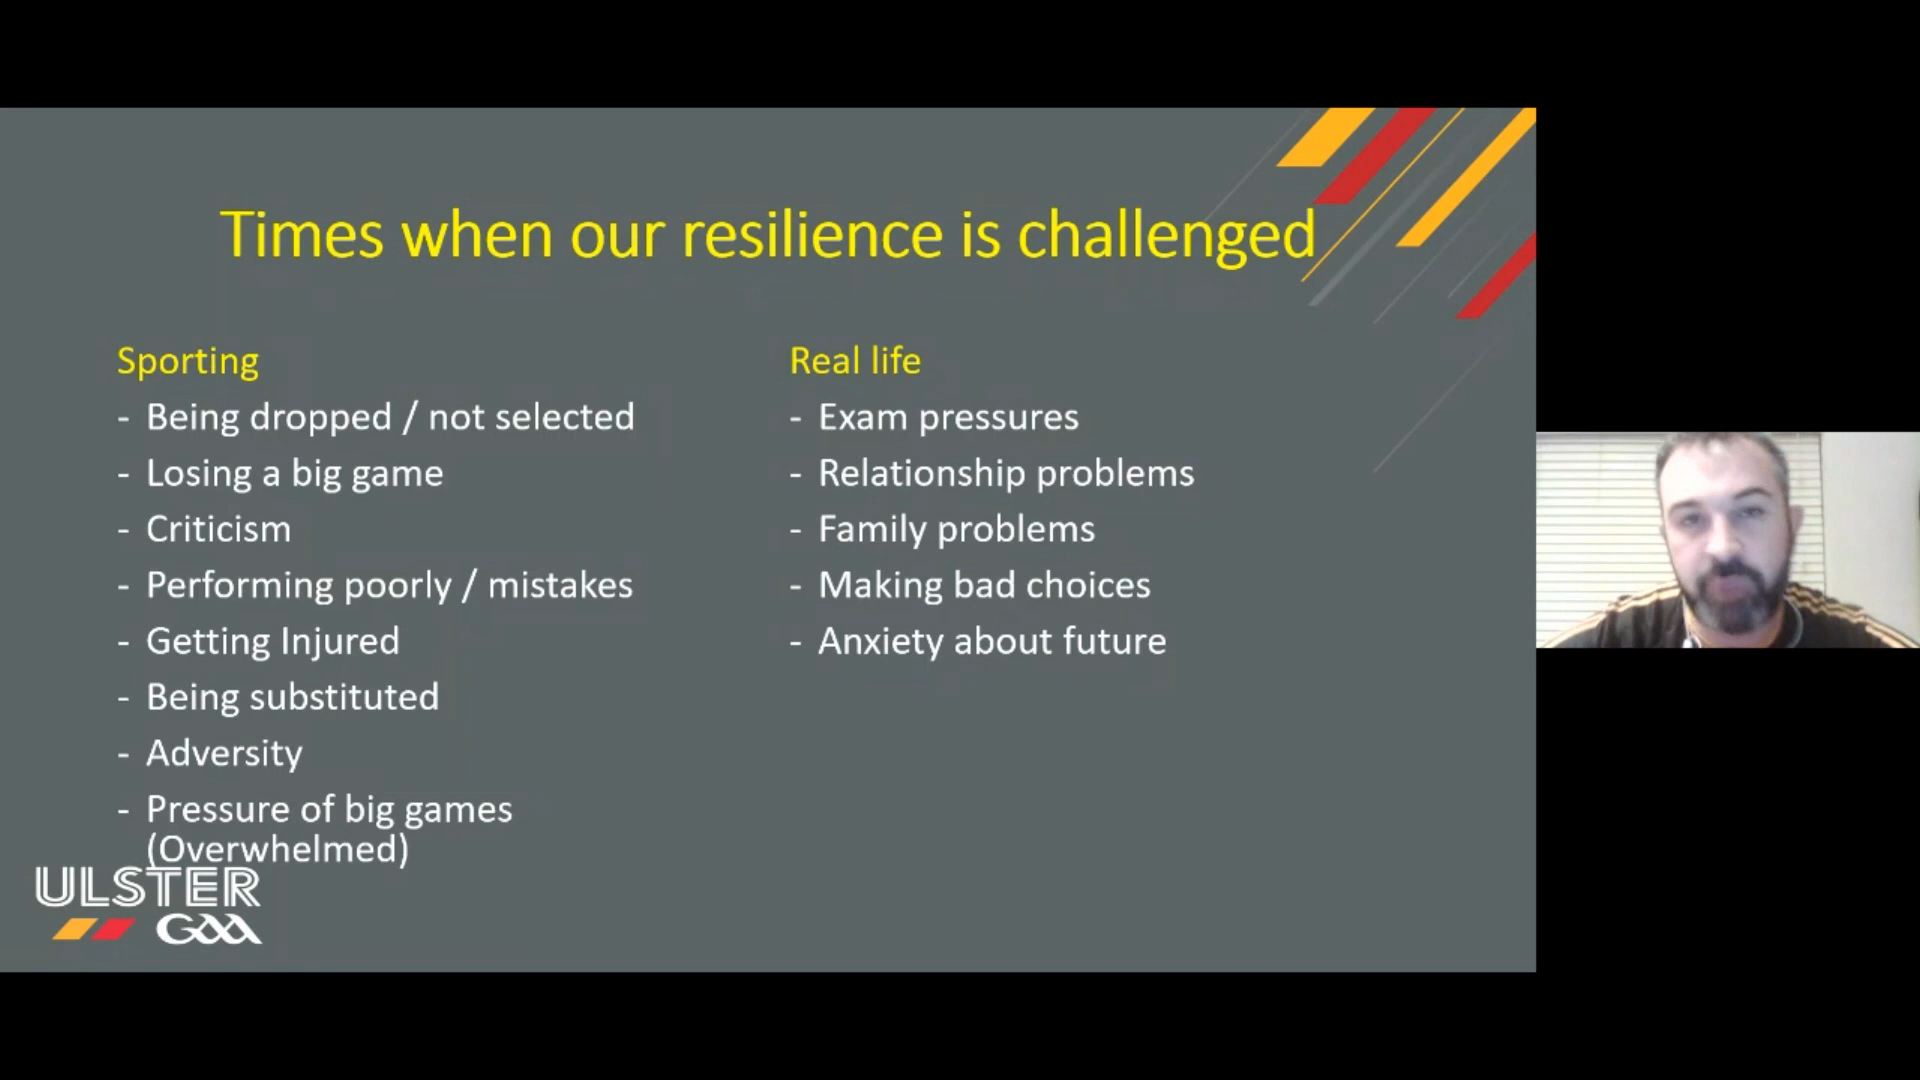 Times when our resilience is challenged
Sporting
- Being dropped / not selected
- Losing a big game
- Criticism
- Performing poorly / mistakes
- Getting Injured
- Being substituted
- Adversity
- Pressure of big games
(Overwhelmed)
Real life
- Exam pressures
- Relationship problems
- Family problems
- Making bad choices
- Anxiety about future
ULSTER
GAA